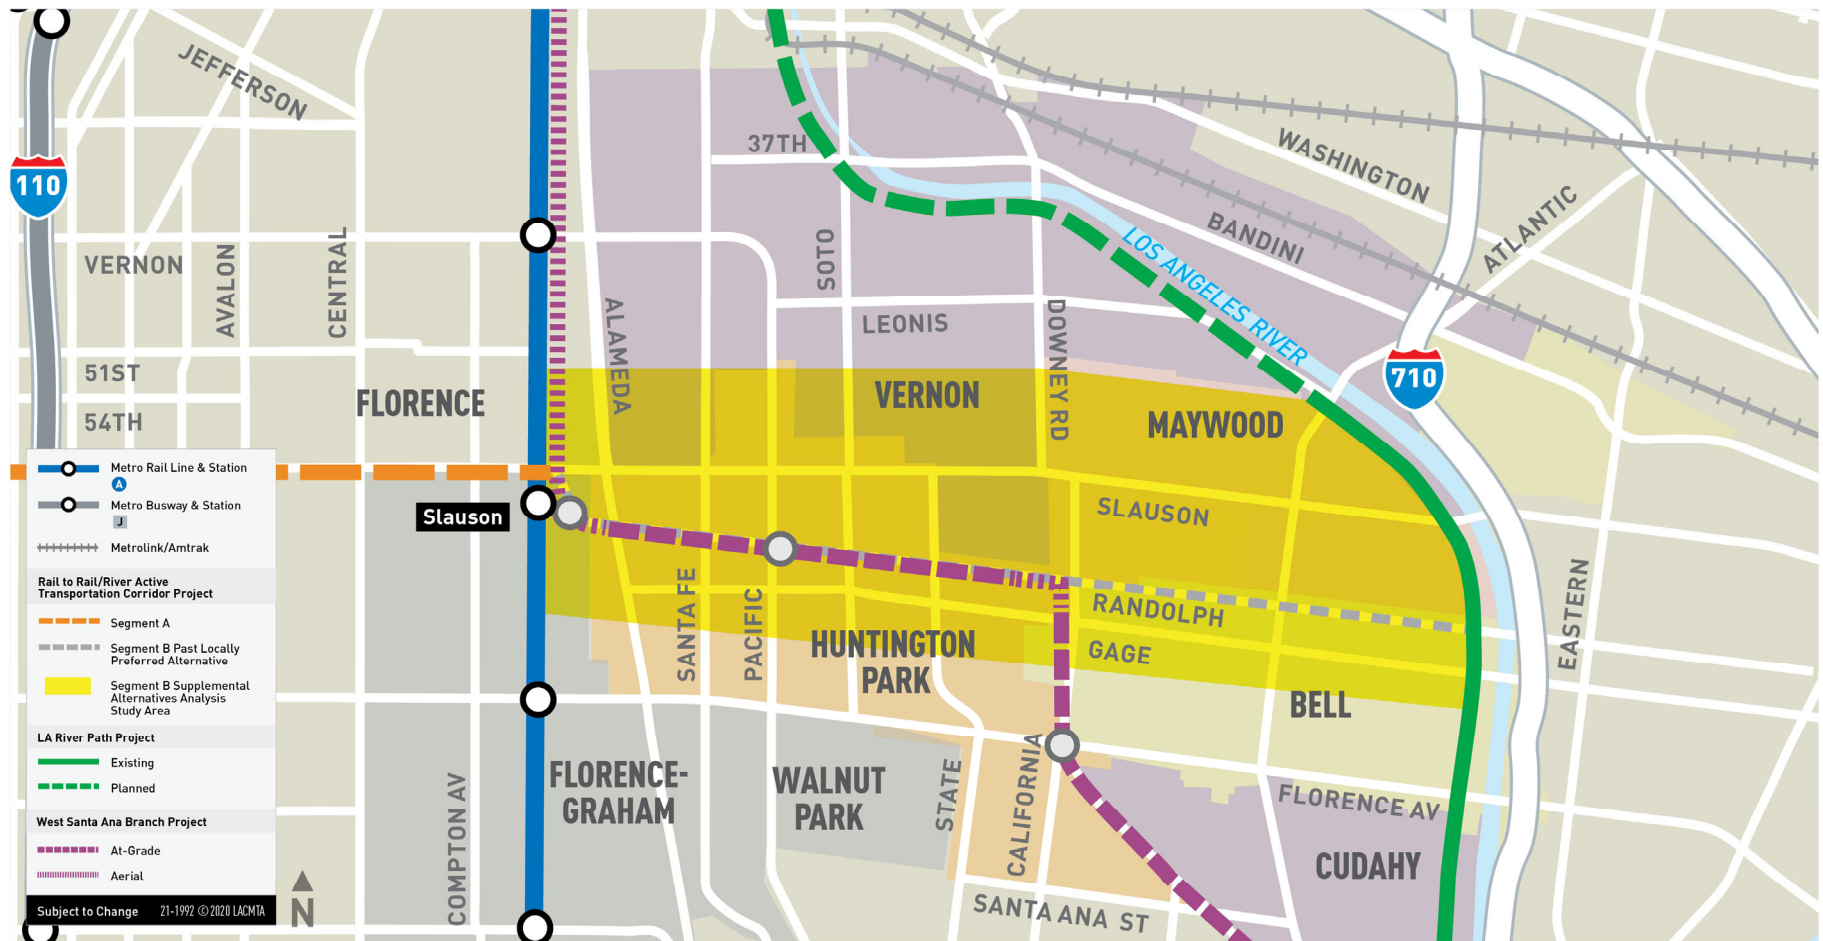 JEFFERSON
37TH
WASHINGTON
110
ATLANTIC
BANDINI
LOS ANGELES RIVER
VERNON
AVALON
CENTRAL
SOTO
ALAMEDA
LEONIS
DOWNEY RD
51ST
710
FLORENCE
VERNON
MAYWOOD
54TH
Slauson
SLAUSON
EASTERN
SANTA FE
PACIFIC
RANDOLPH
HUNTINGTON
PARK
GAGE
BELL
FLORENCE-
GRAHAM
WALNUT
PARK
STATE
CALIFORNIA
FLORENCE AV
COMPTON AV
CUDAHY
SANTA ANA ST
Metro Rail Line & Station
A
Metro Busway & Station
J
Metrolink/Amtrak
Rail to Rail/River Active
Transportation Corridor Project
Segment A
Segment B Past Locally
Preferred Alternative
Segment B Supplemental
Alternatives Analysis
Study Area
LA River Path Project
Existing
Planned
West Santa Ana Branch Project
At-Grade
Aerial
Subject to Change 21-1992 © 2020 LACMTA
N